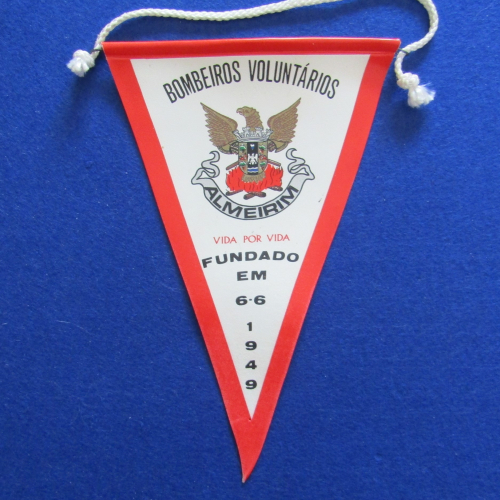 BOMBEIROS VOLUNTÁRIOS
ALMEIRIM
VIDA POR VIDA
FUNDADO
EM
6-6
1
9
4
9